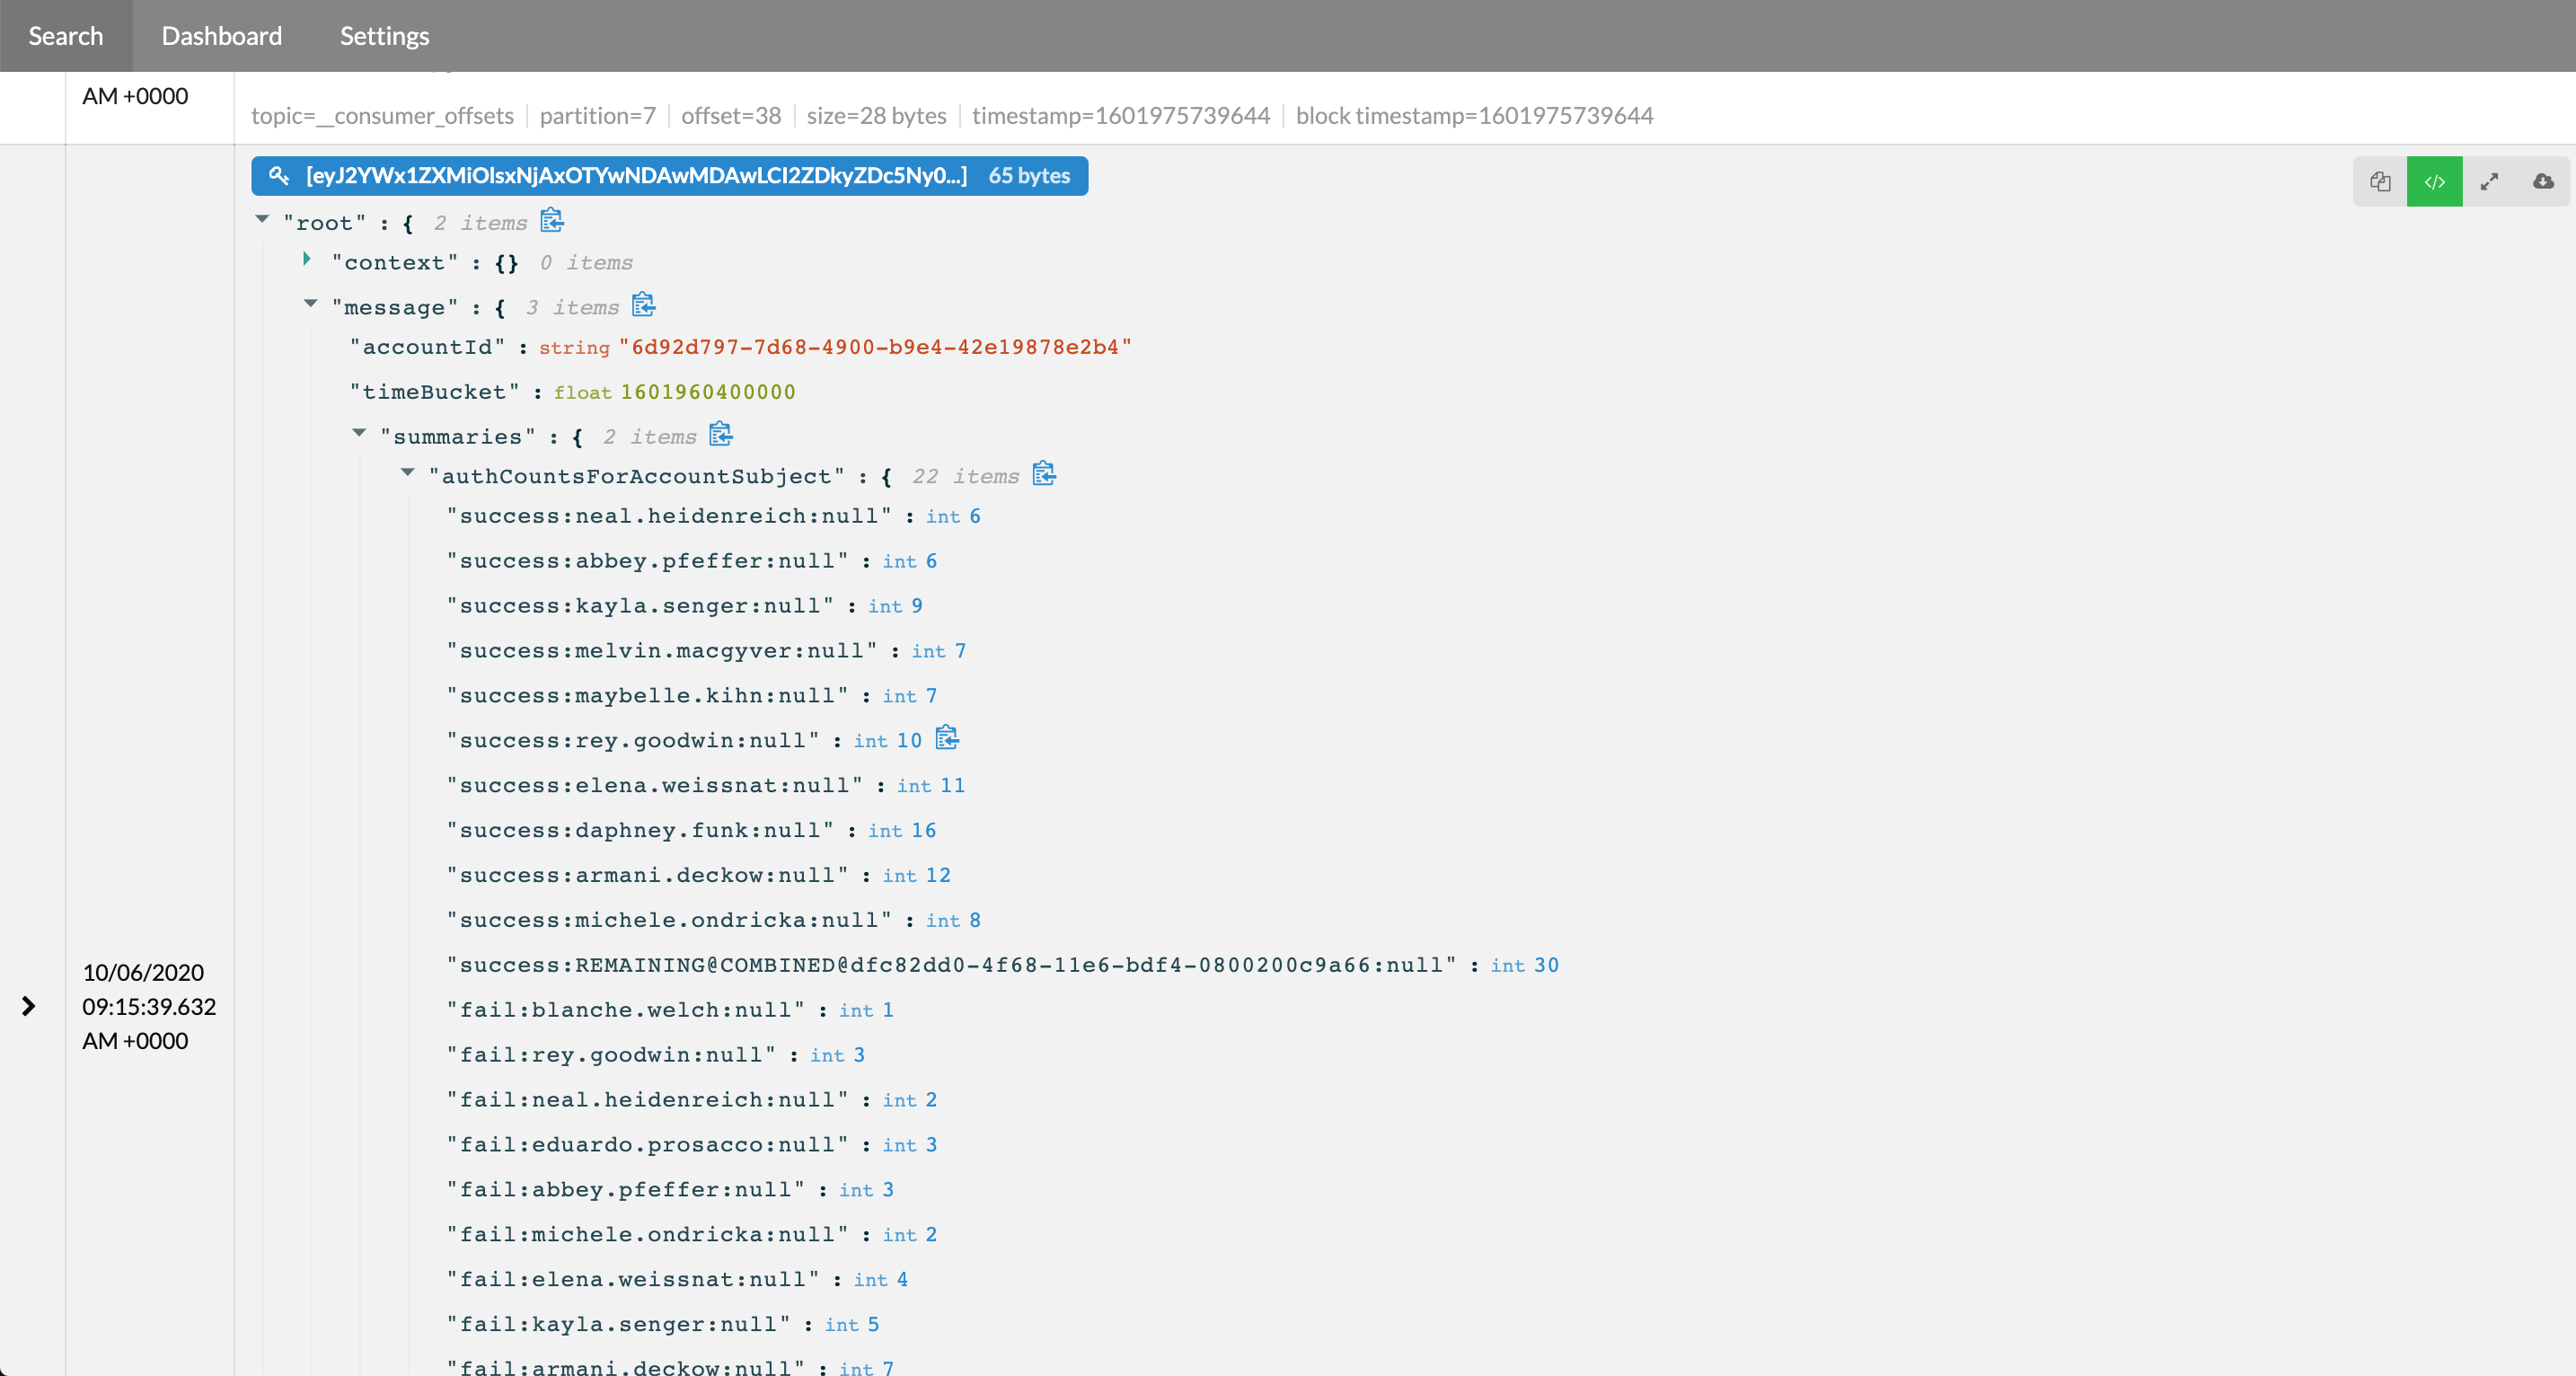 Search Dashboard Settings
AM +0000
topic=__consumer_offsets partition=7 offset=38 size=28 bytes timestamp=1601975739644 block timestamp=1601975739644
[eyJ2YWx1ZXMiOlsxNjAxOTYwNDAwMDAwLCI2ZDkyZDc5Ny0...] 65 bytes
"root" : { 2 items
"context" : {} 0 items
"message" : { 3 items
"accountId" : string "6d92d797-7d68-4900-b9e4-42e19878e2b4"
"timeBucket" : float 1601960400000
"summaries" : { 2 items
"authCountsForAccountSubject" : { 22 items
"success:neal.heidenreich:null" : int 6
"success:abbey.pfeffer:null" : int 6
"success:kayla.senger:null" : int 9
"success:melvin.macgyver:null" : int 7
"success:maybelle.kihn:null" : int 7
"success:rey.goodwin:null" : int 10
"success:elena.weissnat:null" : int 11
"success:daphney.funk:null" : int 16
"success:armani.deckow:null" : int 12
"success:michele.ondricka:null" : int 8
"success:REMAINING@COMBINED@dfc82dd0-4f68-11e6-bdf4-0800200c9a66:null" : int 30
10/06/2020
09:15:39.632
AM +0000
"fail:blanche.welch:null" : int 1
"fail:rey.goodwin:null" : int 3
"fail:neal.heidenreich:null" : int 2
"fail:eduardo.prosacco:null" : int 3
"fail:abbey.pfeffer:null" : int 3
"fail:michele.ondricka:null" : int 2
"fail:elena.weissnat:null" : int 4
"fail:kayla.senger:null" : int 5
"fail:armani.deckow:null" : int 7